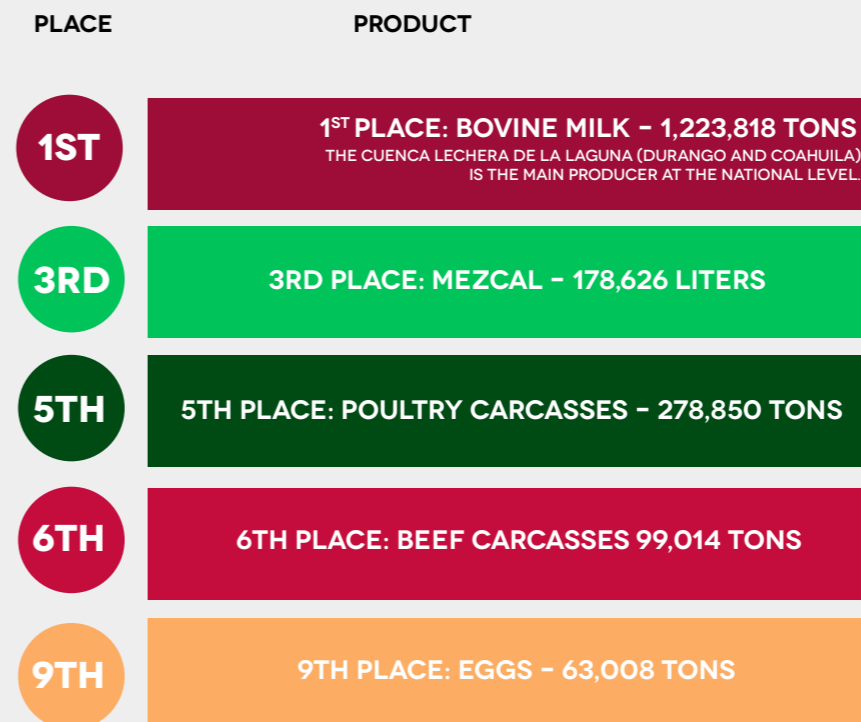 PLACE PRODUCT
1ST
1ST PLACE: BOVINE MILK – 1,223,818 TONS
THE CUENCA LECHERA DE LA LAGUNA (DURANGO AND COAHUILA)
IS THE MAIN PRODUCER AT THE NATIONAL LEVEL.
3RD
3RD PLACE: MEZCAL – 178,626 LITERS
5TH
5TH PLACE: POULTRY CARCASSES – 278,850 TONS
6TH
6TH PLACE: BEEF CARCASSES 99,014 TONS
9TH
9TH PLACE: EGGS – 63,008 TONS